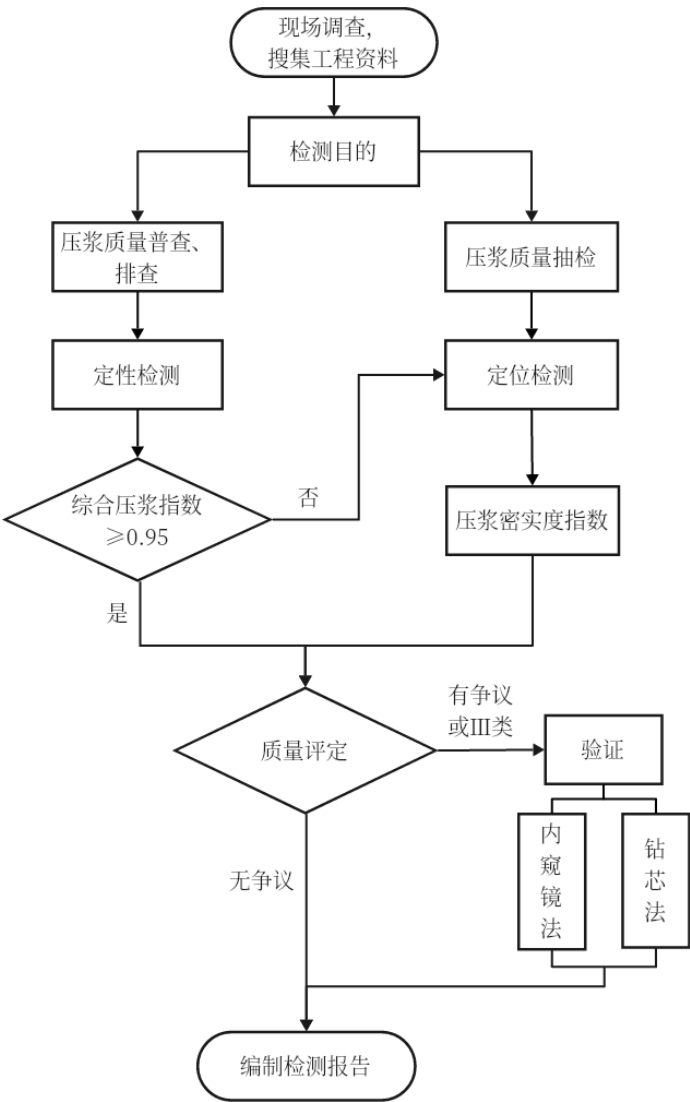 现场调查,
搜集工程资料
检测目的
压浆质量普查、
排查
压浆质量抽检
定性检测
定位检测
综合压浆指数
≥0.95
否
压浆密实度指数
是
有争议
或Ⅲ类
质量评定
验证
内
窥
镜
法
钻
芯
法
无争议
编制检测报告